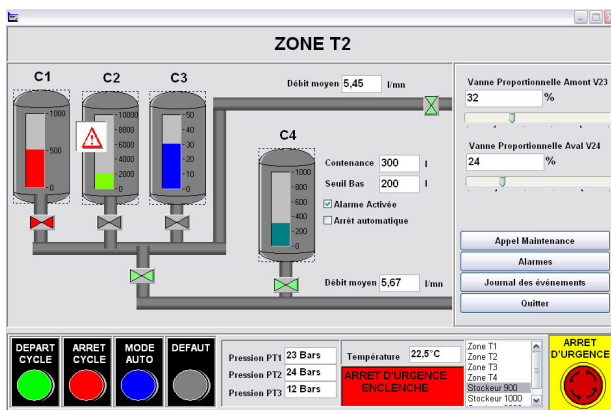 ZONE T2
C1
C2
C3
Débit moyen 5,45 l/mn
1000
500
0
10000
8000
6000
4000
2000
0
50
40
30
20
10
0
C4
1000
800
600
400
200
0
Contenance 300 l
Seuil Bas 200 l
Alarme Activée
Arrêt automatique
Débit moyen 5,67 l/mn
Vanne Proportionnelle Amont V23
32 %
Vanne Proportionnelle Aval V24
24 %
Appel Maintenance
Alarmes
Journal des événements
Quitter
DEPART CYCLE
ARRET CYCLE
MODE AUTO
DEFAUT
Pression PT1 23 Bars
Pression PT2 24 Bars
Pression PT3 12 Bars
Température 22,5°C
ARRET D'URGENCE
ENCLENCHE
Zone T1
Zone T2
Zone T3
Zone T4
Stockeur 900
Stockeur 1000
ARRET
D'URGENCE